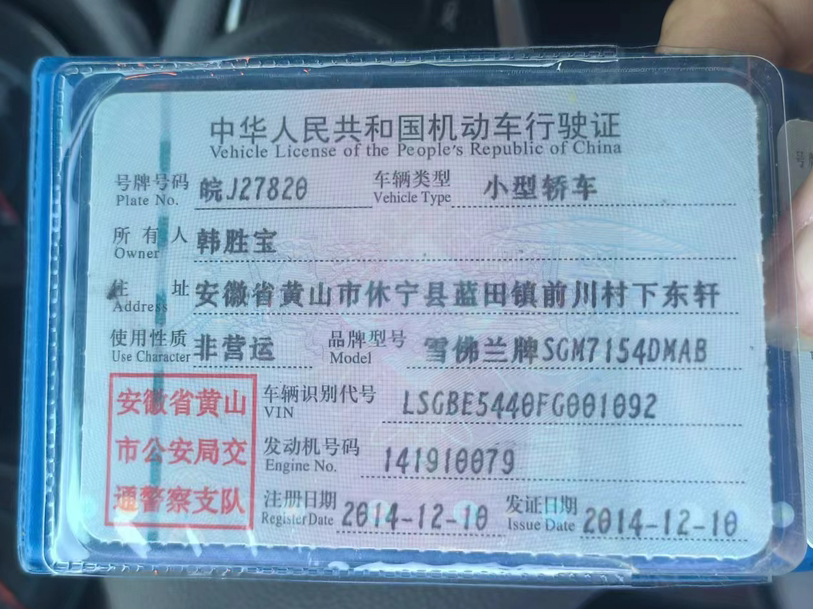 中华人民共和国机动车行驶证
Vehicle License of the People's Republic of China
号牌号码 皖J27820 车辆类型 小型轿车
Plate No. Vehicle Type
所有人 韩胜宝
Owner
住址 安徽省黄山市休宁县蓝田镇前川村下东轩
Address
使用性质 非营运 品牌型号 雪佛兰牌SGM7154DMAB
Use Character Model
安徽省黄山
市公安局交
通警察支队
车辆识别代号 LSGBE5440FG001092
VIN
发动机号码 141910079
Engine No.
注册日期 2014-12-10 发证日期 2014-12-10
Register Date Issue Date